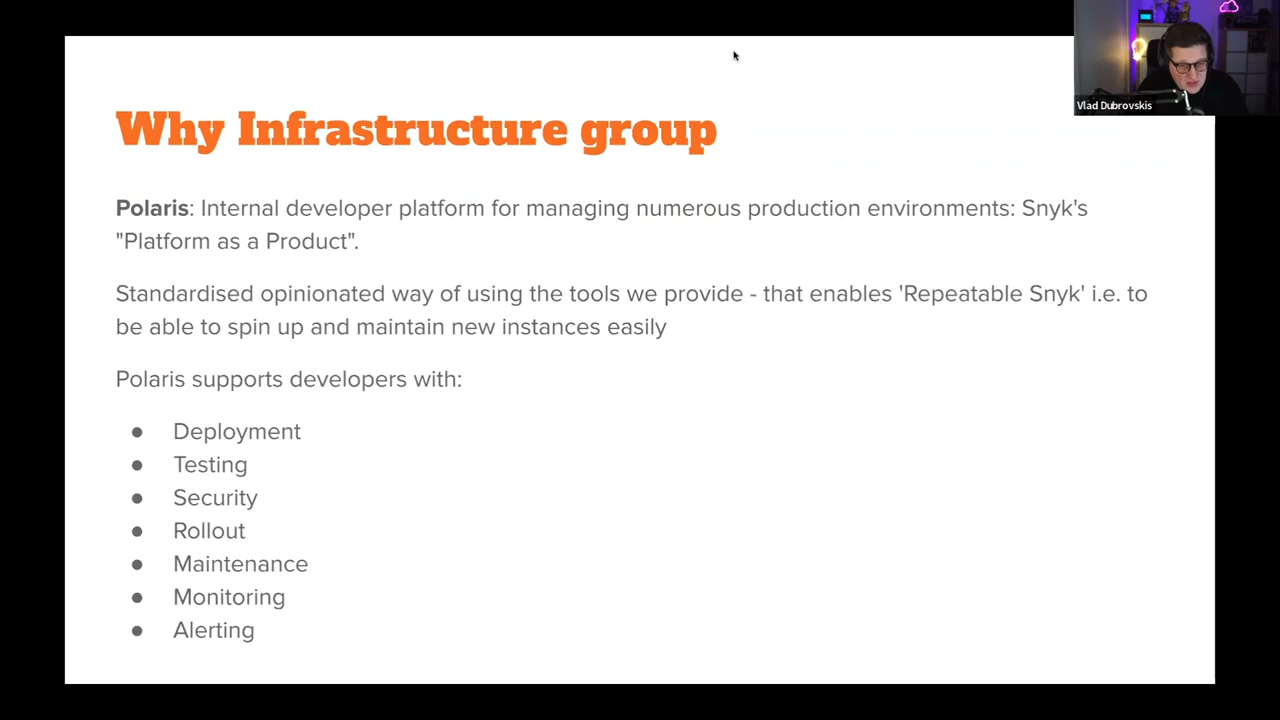 Vlad Dubrovskis
Why Infrastructure group
Polaris: Internal developer platform for managing numerous production environments: Snyk's
"Platform as a Product".
Standardised opinionated way of using the tools we provide - that enables 'Repeatable Snyk' i.e. to
be able to spin up and maintain new instances easily
Polaris supports developers with:
● Deployment
● Testing
● Security
● Rollout
● Maintenance
● Monitoring
● Alerting